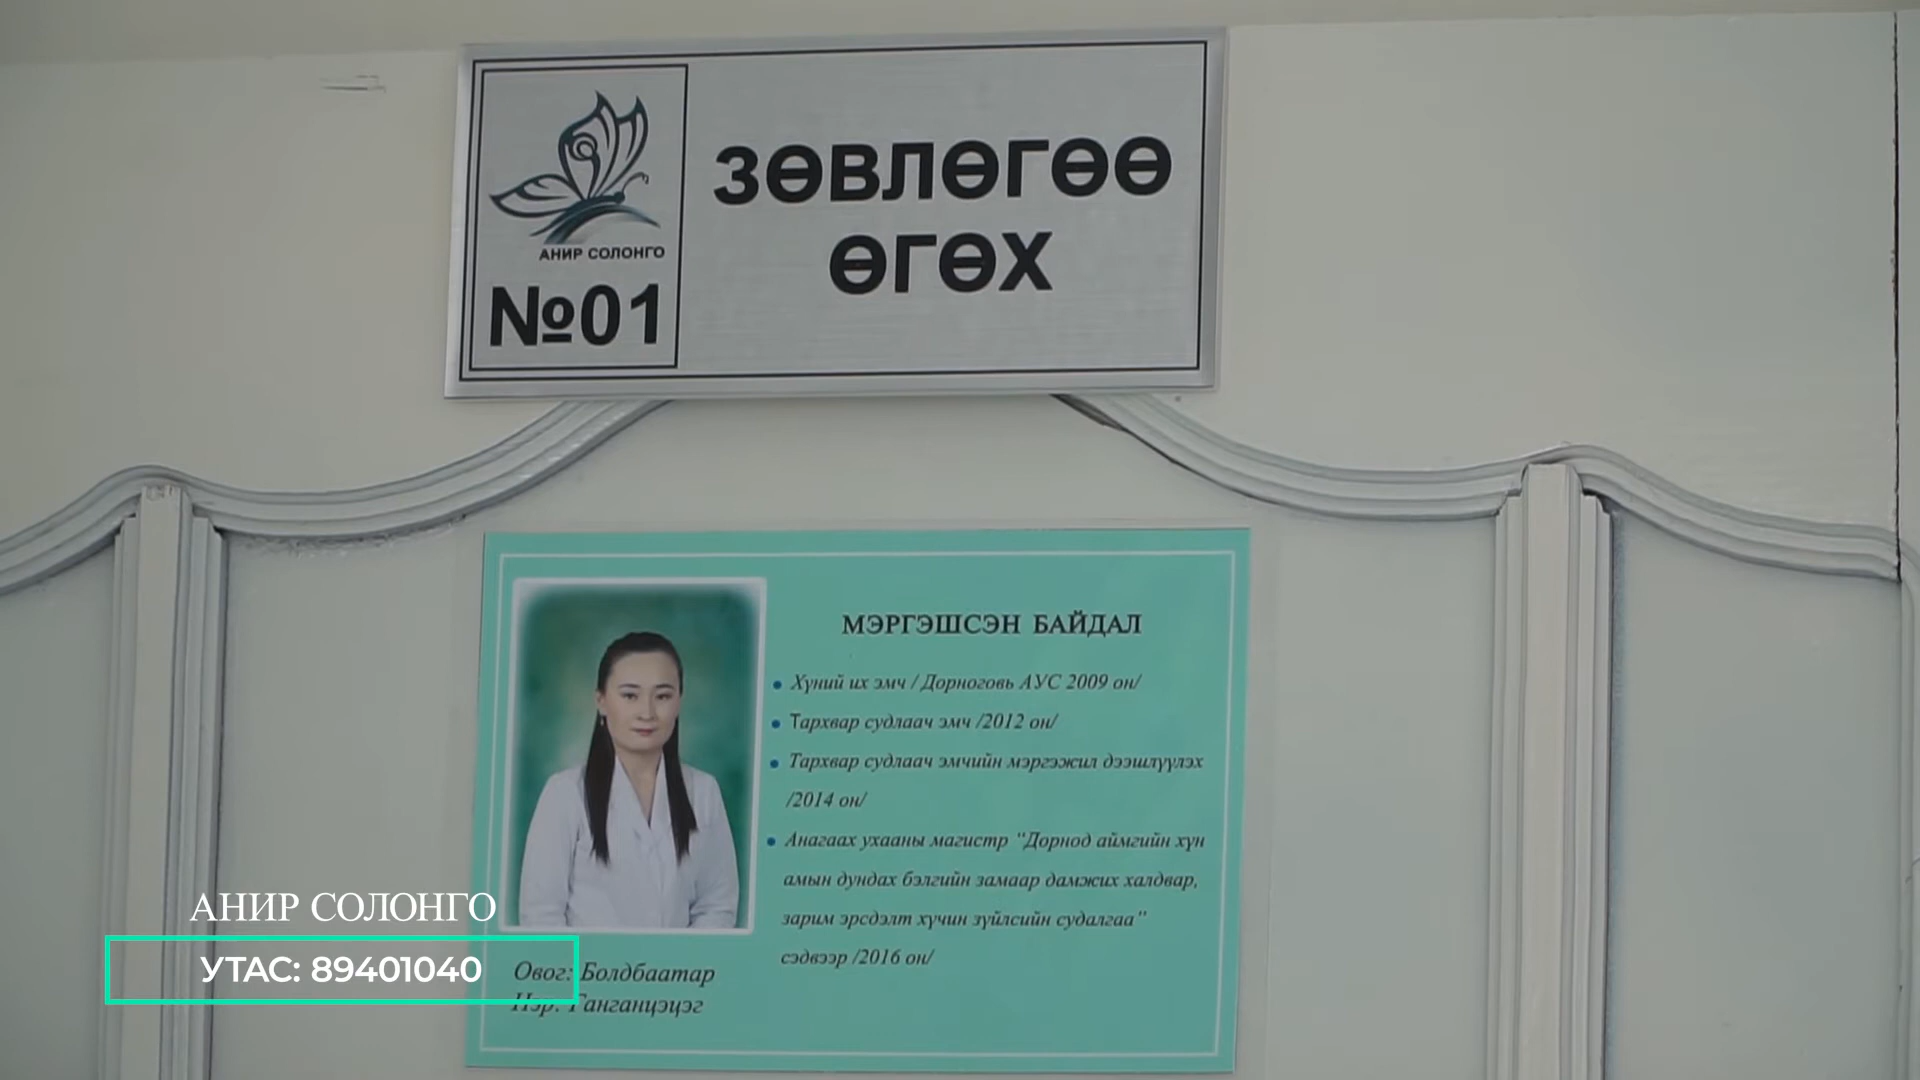 АНИР СОЛОНГО
№01
ЗӨВЛӨГӨӨ
ӨГӨХ
МЭРГЭШСЭН БАЙДАЛ
• Хүний их эмч / Дорноговь АУС 2009 он/
• Тархвар судлаач эмч /2012 он/
• Тархвар судлаач эмчийн мэргэжил дээшлүүлэх
/2014 он/
• Анагаах ухааны магистр "Дорнод аймгийн хүн
амын дундах бэлгийн замаар дамжих халдвар,
зарим эрсдэлт хүчин зүйлсийн судалгаа"
сэдвээр /2016 он/
Овог: Болдбаатар
Нэр: Ганганцэцэг
АНИР СОЛОНГО
УТАС: 89401040